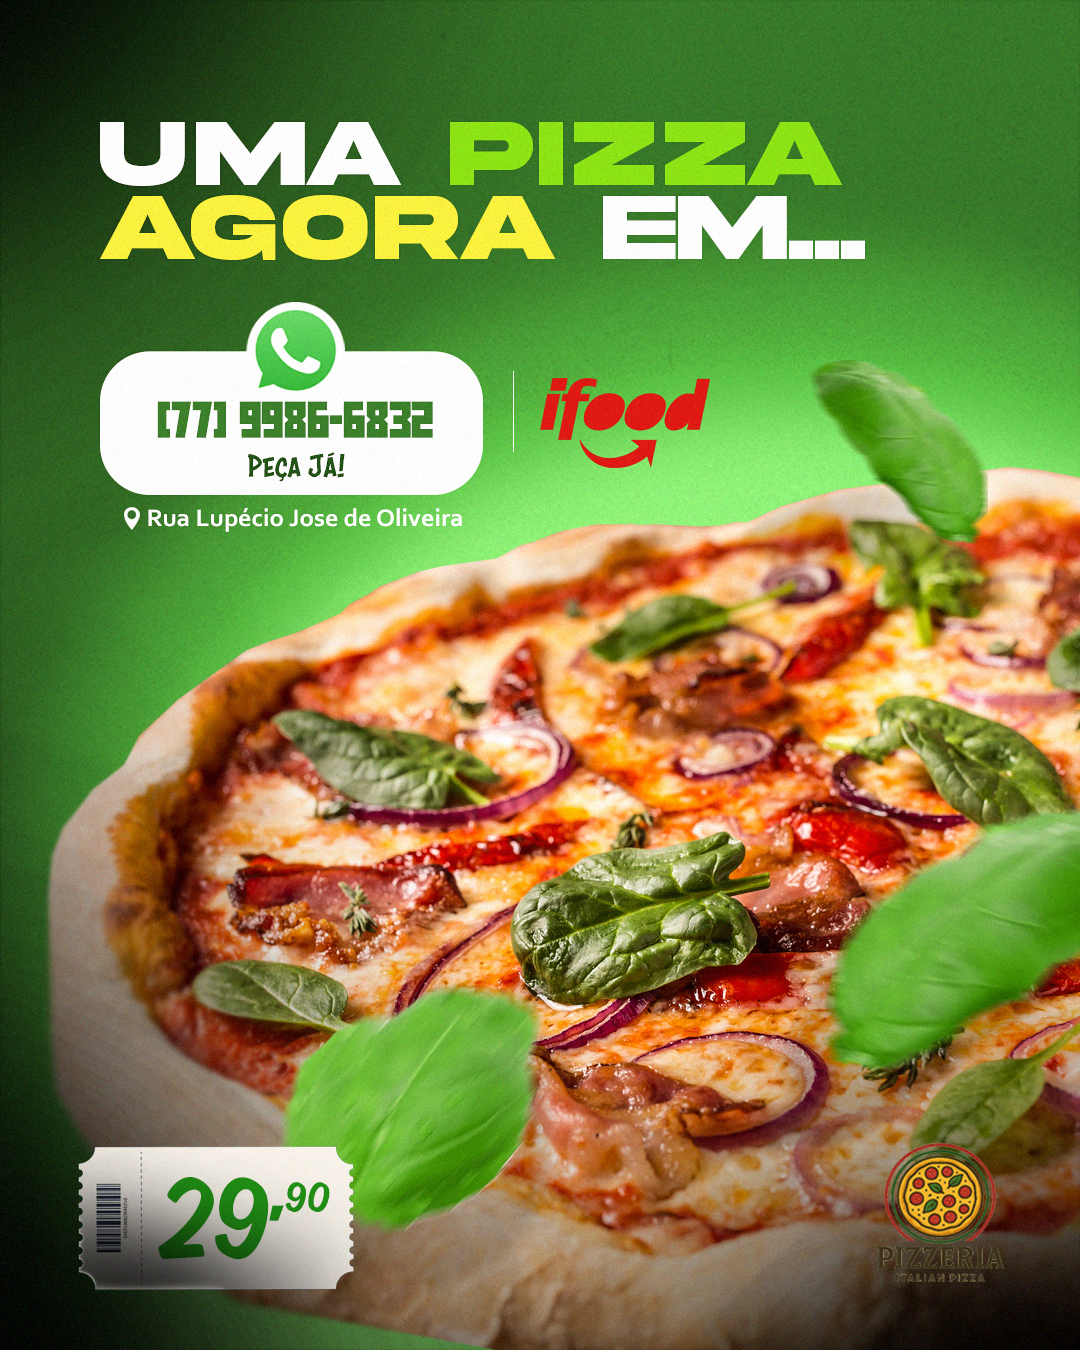 UMA PIZZA
AGORA EM...
(77) 9986-6832
PEÇA JÁ!
ifood
Rua Lupécio Jose de Oliveira
29,90
PIZZERIA
ITALIAN PIZZA